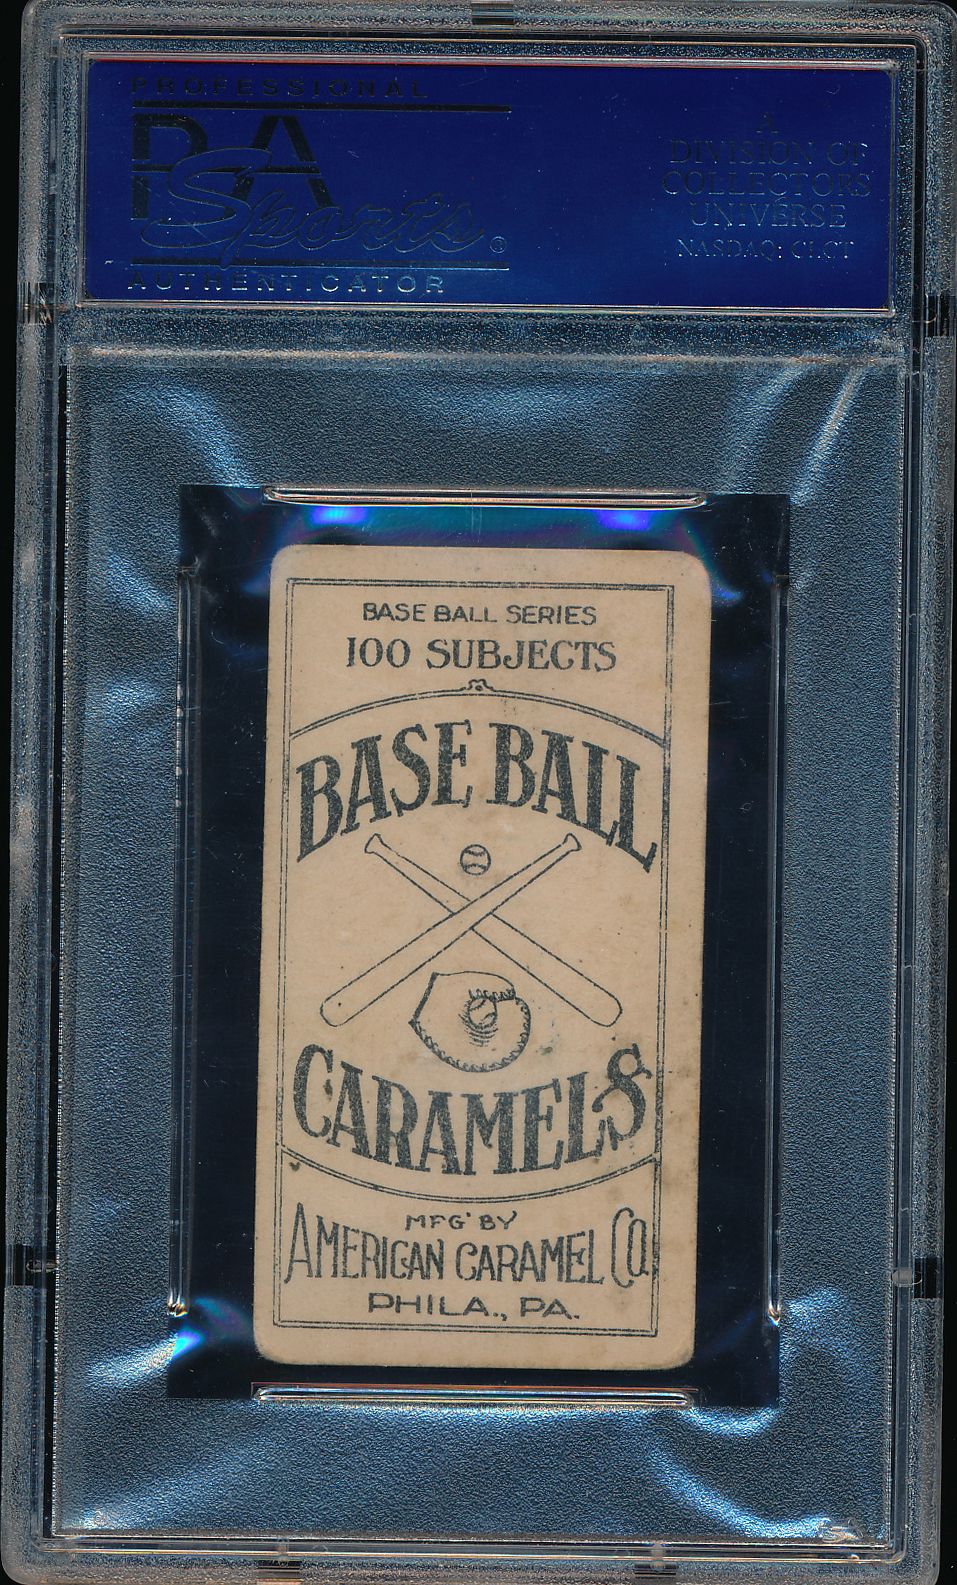 PROFESSIONAL
PSA
Sports®
AUTHENTICATOR
A
DIVISION OF
COLLECTORS
UNIVERSE
NASDAQ: CLCT
BASE BALL SERIES
100 SUBJECTS
BASE BALL
CARAMELS
MFG' BY
AMERICAN CARAMEL CO.
PHILA., PA.